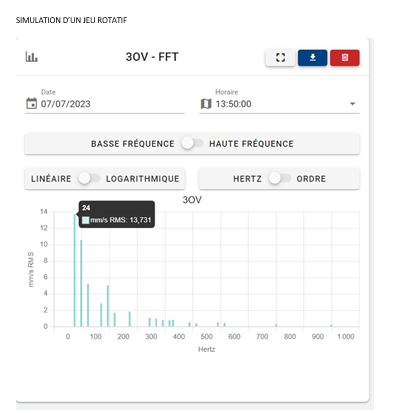 SIMULATION D'UN JEU ROTATIF
3OV - FFT
Date
07/07/2023
Horaire
13:50:00
BASSE FRÉQUENCE HAUTE FRÉQUENCE
LINÉAIRE LOGARITHMIQUE
HERTZ ORDRE
3OV
24
mm/s RMS: 13,731
mm/s RMS
14
12
10
8
6
4
2
0
0 100 200 300 400 500 600 700 800 900 1 000
Hertz